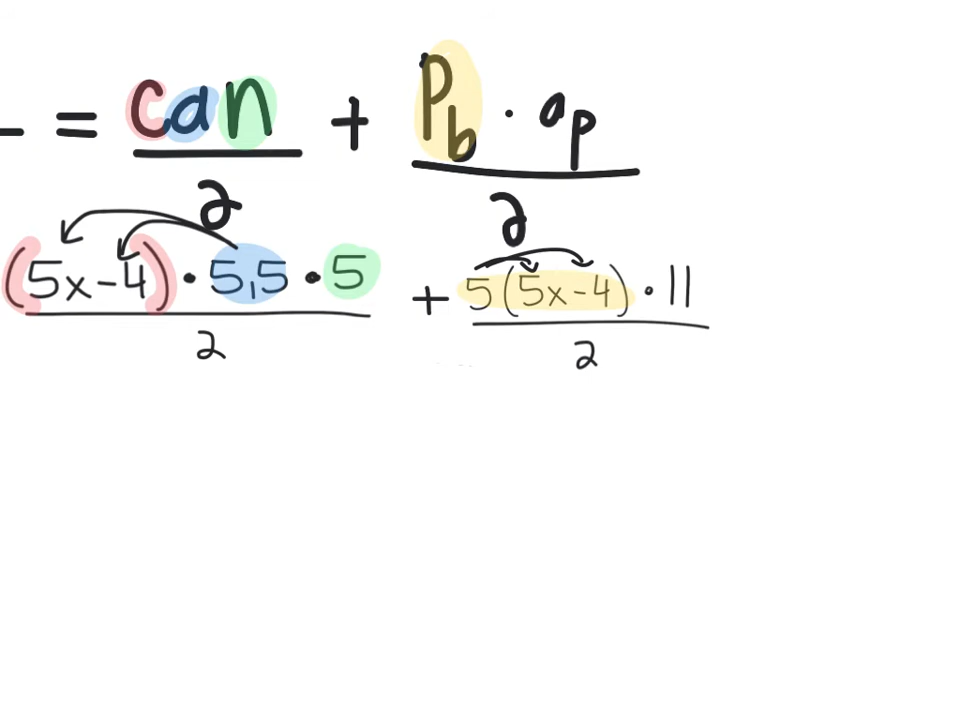 — = can/2 + Pb · ap/2
(5x-4) · 5,5 · 5/2 + 5(5x-4) · 11/2